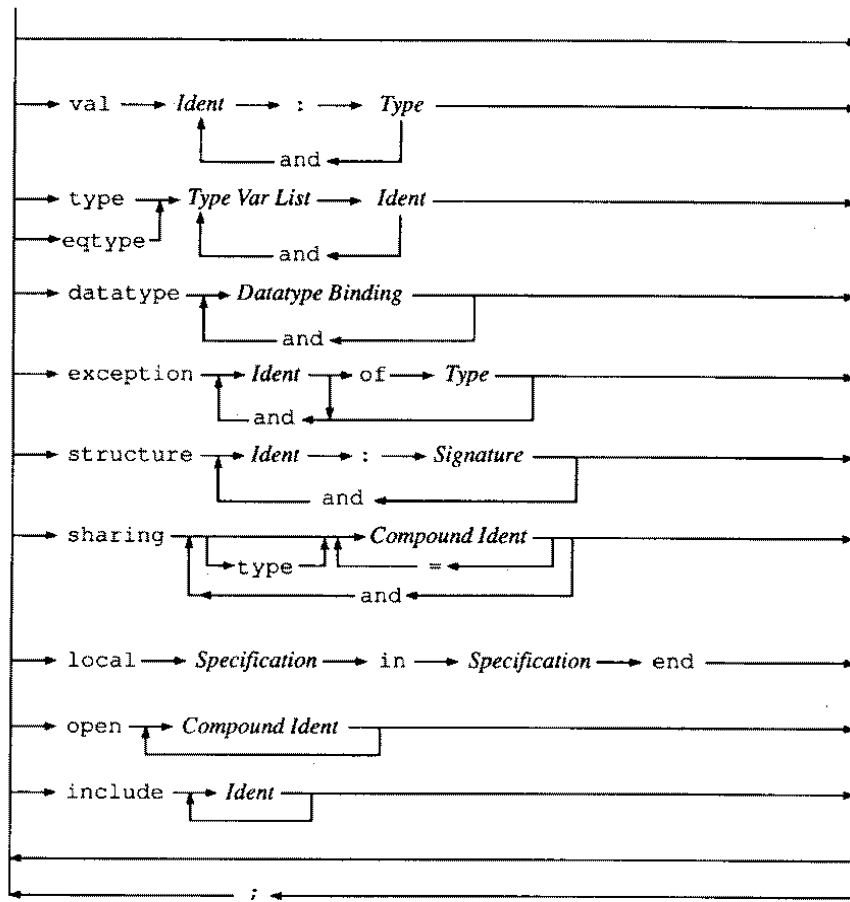 val Ident : Type
and
type Type Var List Ident
eqtype
and
datatype Datatype Binding
and
exception Ident of Type
and
structure Ident : Signature
and
sharing Compound Ident
type =
and
local Specification in Specification end
open Compound Ident
include Ident
;